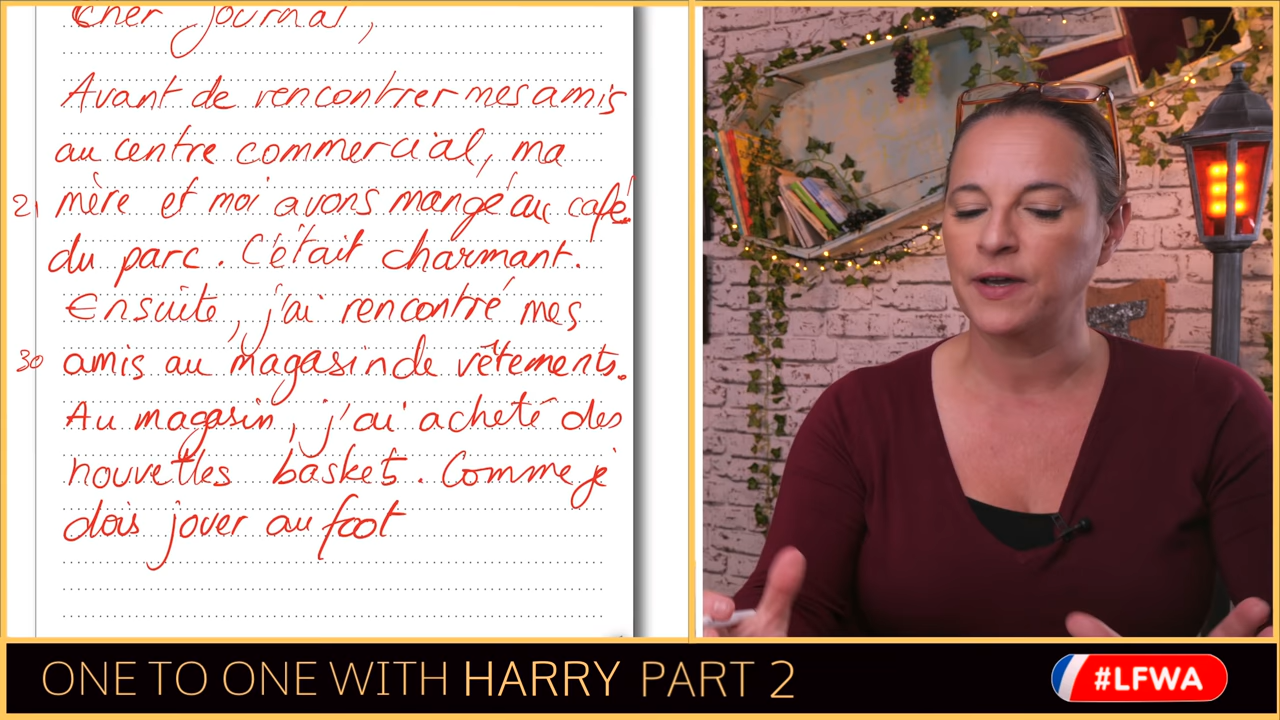 Cher journal,
Avant de rencontrer mes amis
au centre commercial, ma
21 mère et moi avons mangé au café
du parc. C'était charmant.
Ensuite, j'ai rencontré mes
30 amis au magasin de vêtements.
Au magasin, j'ai acheté des
nouvelles basket. Comme je
dois jouer au foot
ONE TO ONE WITH HARRY PART 2
#LFWA